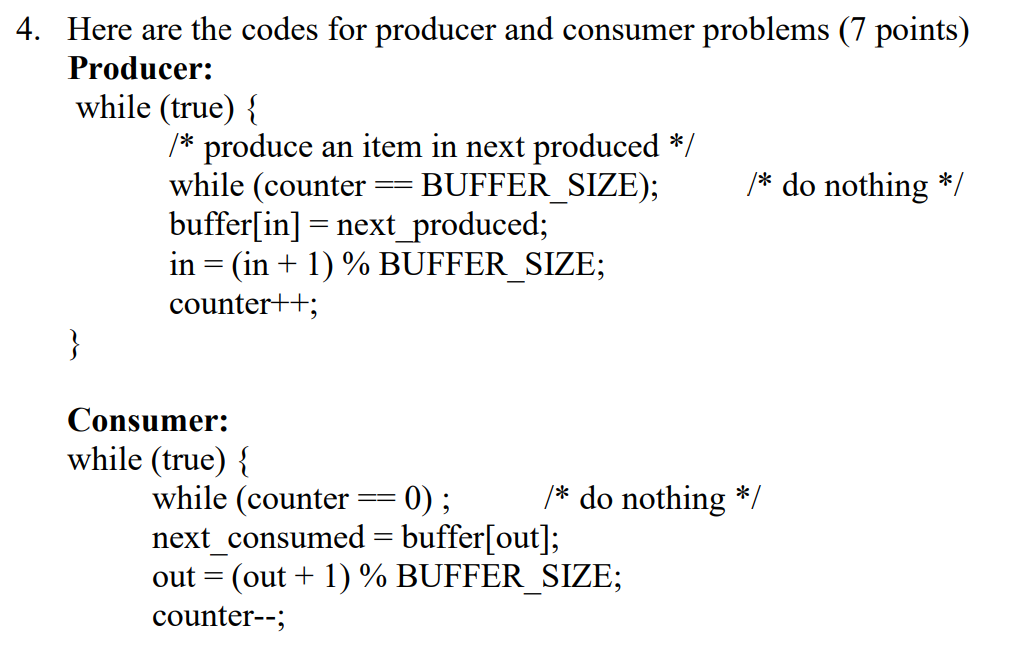 4. Here are the codes for producer and consumer problems (7 points)
Producer:
while (true) {
/* produce an item in next produced */
while (counter == BUFFER_SIZE); /* do nothing */
buffer[in] = next_produced;
in = (in + 1) % BUFFER_SIZE;
counter++;
}
Consumer:
while (true) {
while (counter == 0) ; /* do nothing */
next_consumed = buffer[out];
out = (out + 1) % BUFFER_SIZE;
counter--;